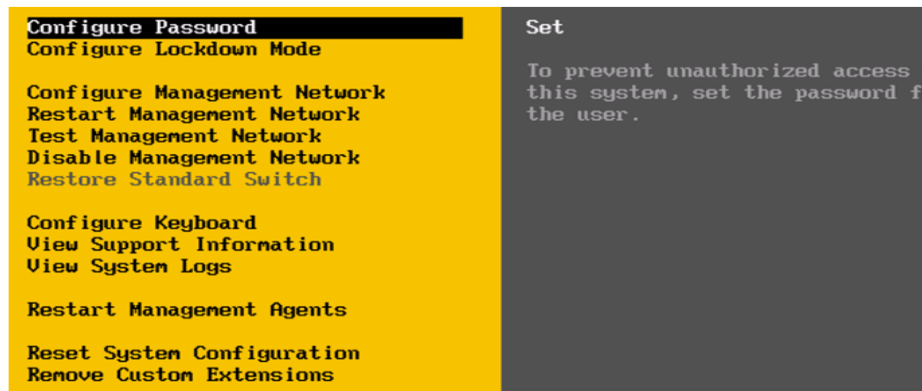 Configure Password
Configure Lockdown Mode
Configure Management Network
Restart Management Network
Test Management Network
Disable Management Network
Restore Standard Switch
Configure Keyboard
View Support Information
View System Logs
Restart Management Agents
Reset System Configuration
Remove Custom Extensions
Set
To prevent unauthorized access
this system, set the password f
the user.